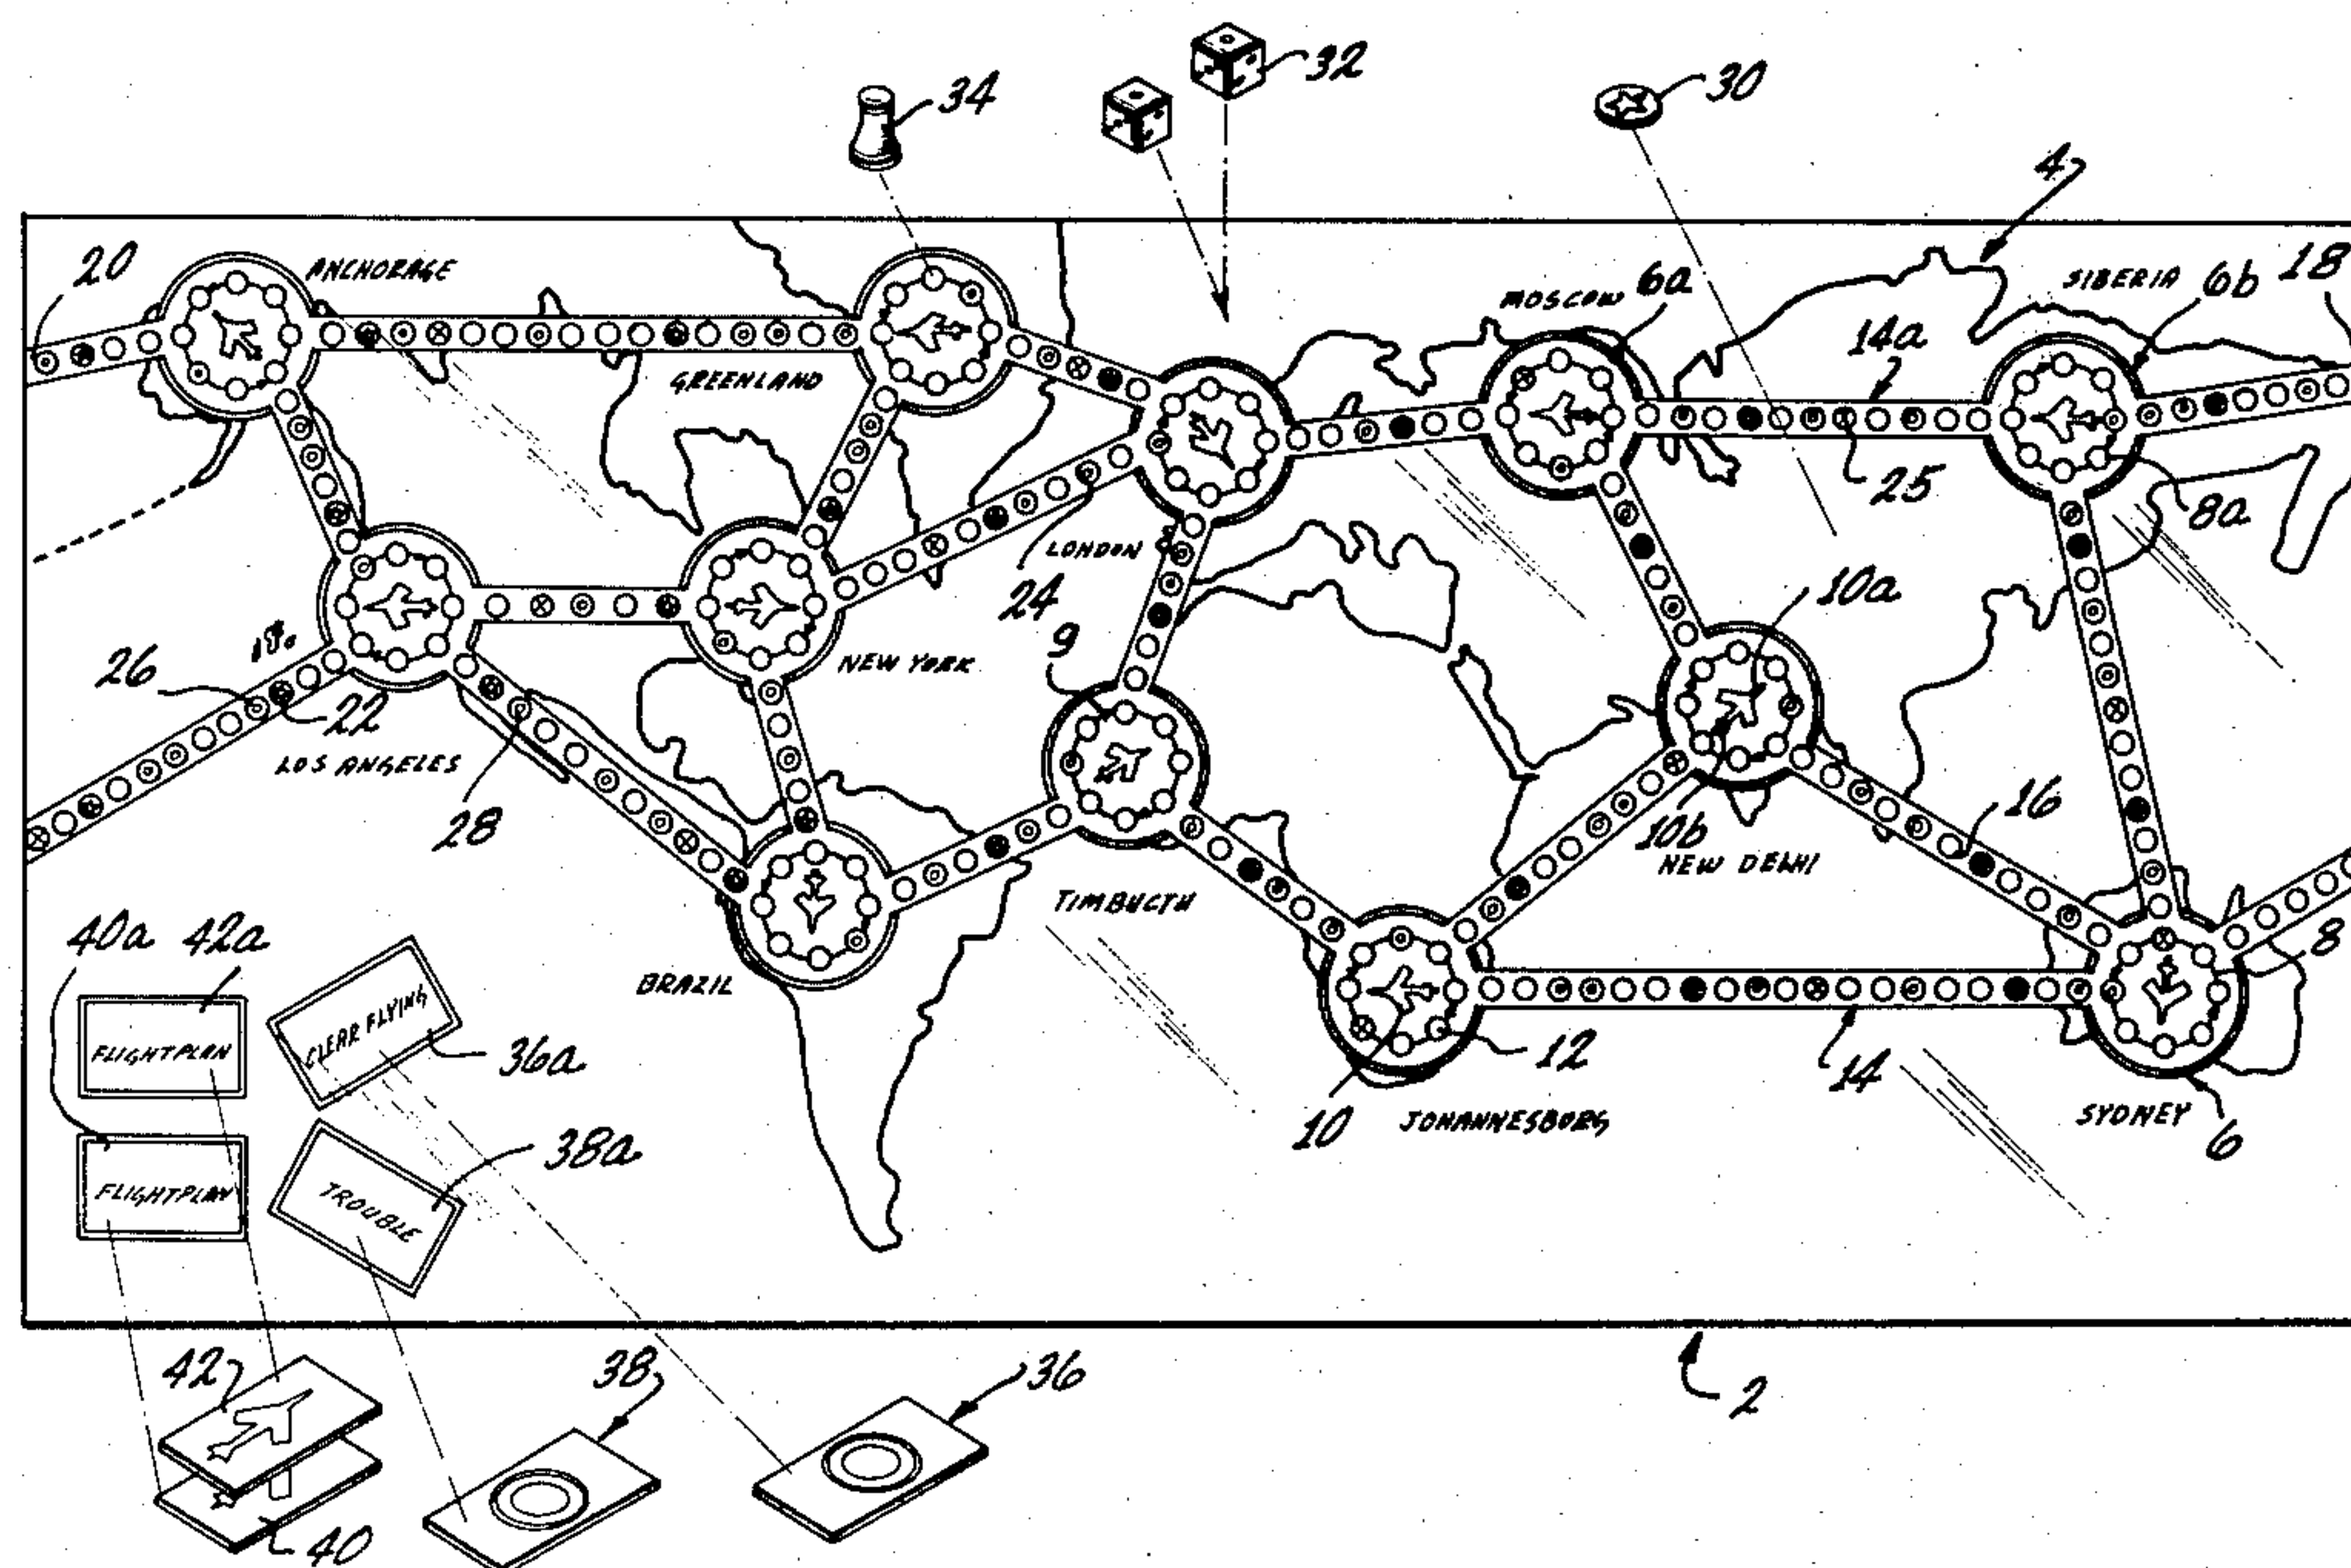 32
34
30
4
20
ANCHORAGE
MOSCOW 6a
SIBERIA 6b 18
14a
GREENLAND
25
8a
LONDON
24
10a
9
26
NEW YORK
22
LOS ANGELES
28
16
10b
NEW DELHI
TIMBUCTU
40a 42a
BRAZIL
8
CLEAR FLYING
FLIGHTPLAN
36a
12
14
10
JOHANNESBORG
SYDNEY
6
38a
FLIGHTPLAN
TROUBLE
42
38
36
2
40